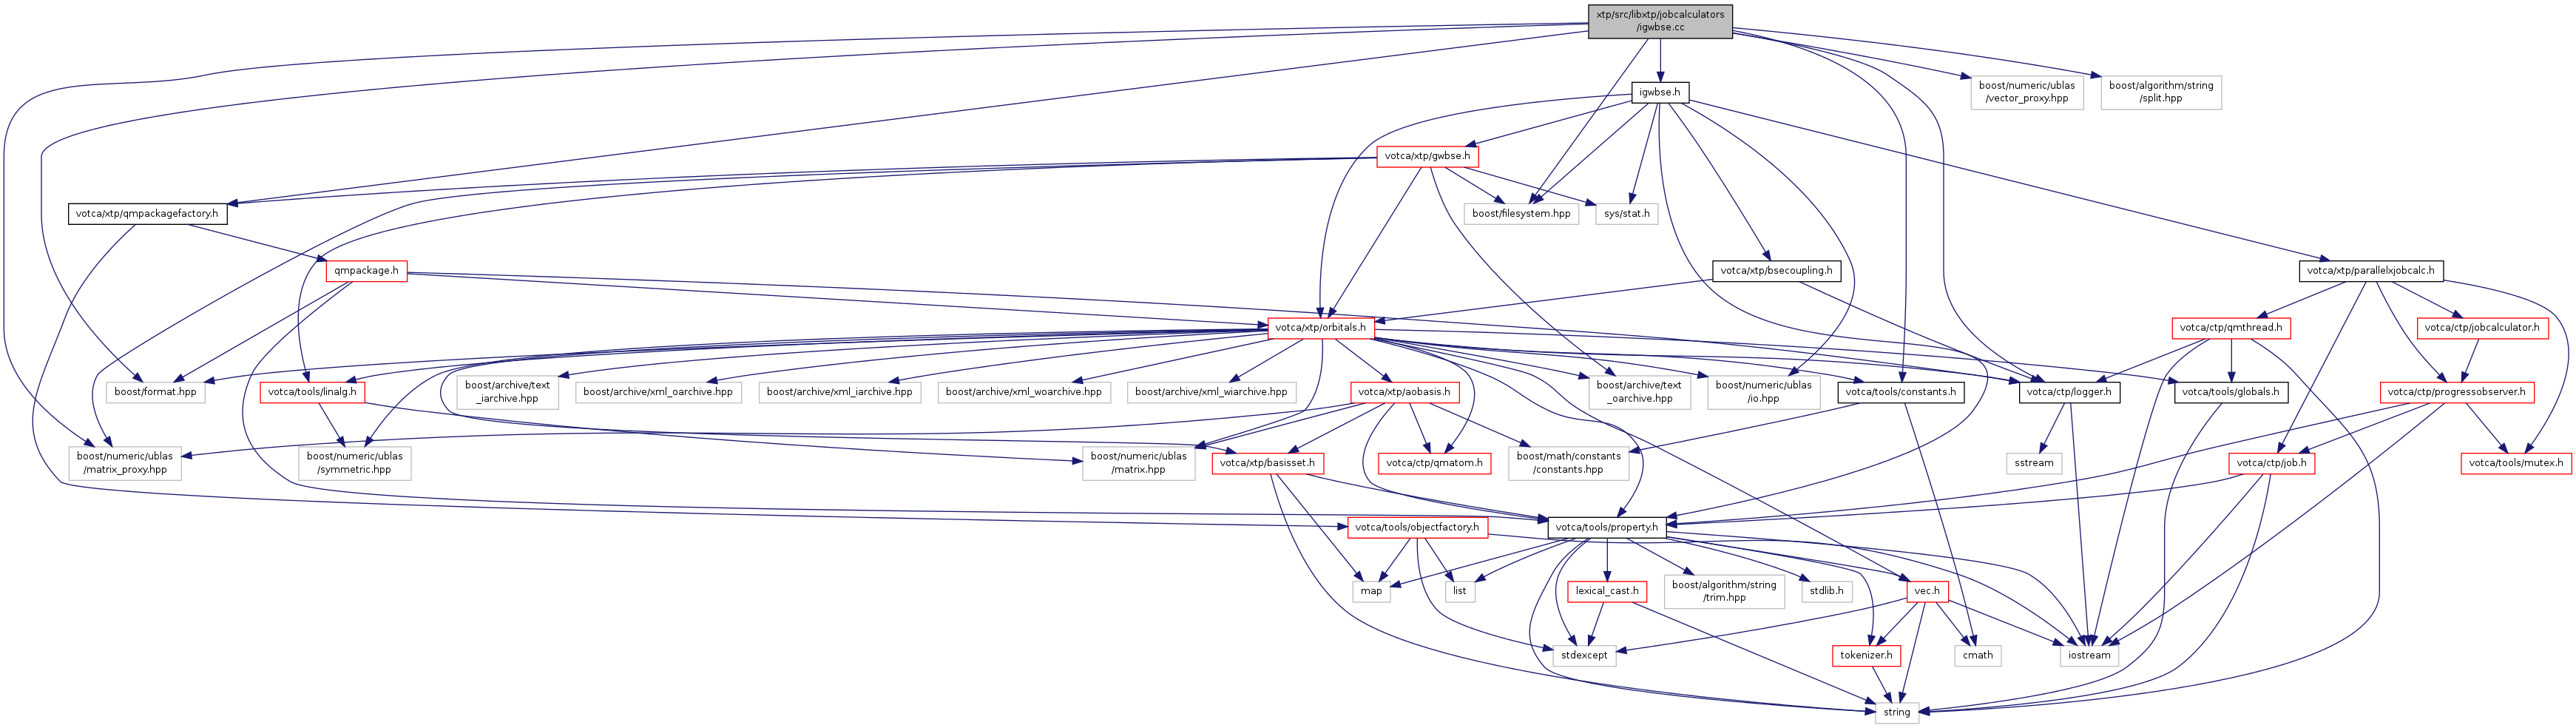 xtp/src/libxtp/jobcalculators
/igwbse.cc
igwbse.h
boost/numeric/ublas
/vector_proxy.hpp
boost/algorithm/string
/split.hpp
votca/xtp/gwbse.h
votca/xtp/qmpackagefactory.h
boost/filesystem.hpp
sys/stat.h
qmpackage.h
votca/xtp/bsecoupling.h
votca/xtp/parallelxjobcalc.h
votca/xtp/orbitals.h
votca/ctp/qmthread.h
votca/ctp/jobcalculator.h
boost/format.hpp
votca/tools/linalg.h
boost/archive/text
_iarchive.hpp
boost/archive/xml_oarchive.hpp
boost/archive/xml_iarchive.hpp
boost/archive/xml_woarchive.hpp
boost/archive/xml_wiarchive.hpp
votca/xtp/aobasis.h
boost/archive/text
_oarchive.hpp
boost/numeric/ublas
/io.hpp
votca/tools/constants.h
votca/ctp/logger.h
votca/tools/globals.h
votca/ctp/progressobserver.h
boost/numeric/ublas
/matrix_proxy.hpp
boost/numeric/ublas
/symmetric.hpp
boost/numeric/ublas
/matrix.hpp
votca/xtp/basisset.h
votca/ctp/qmatom.h
boost/math/constants
/constants.hpp
sstream
votca/ctp/job.h
votca/tools/mutex.h
votca/tools/objectfactory.h
votca/tools/property.h
map
list
lexical_cast.h
boost/algorithm/string
/trim.hpp
stdlib.h
vec.h
stdexcept
tokenizer.h
cmath
iostream
string